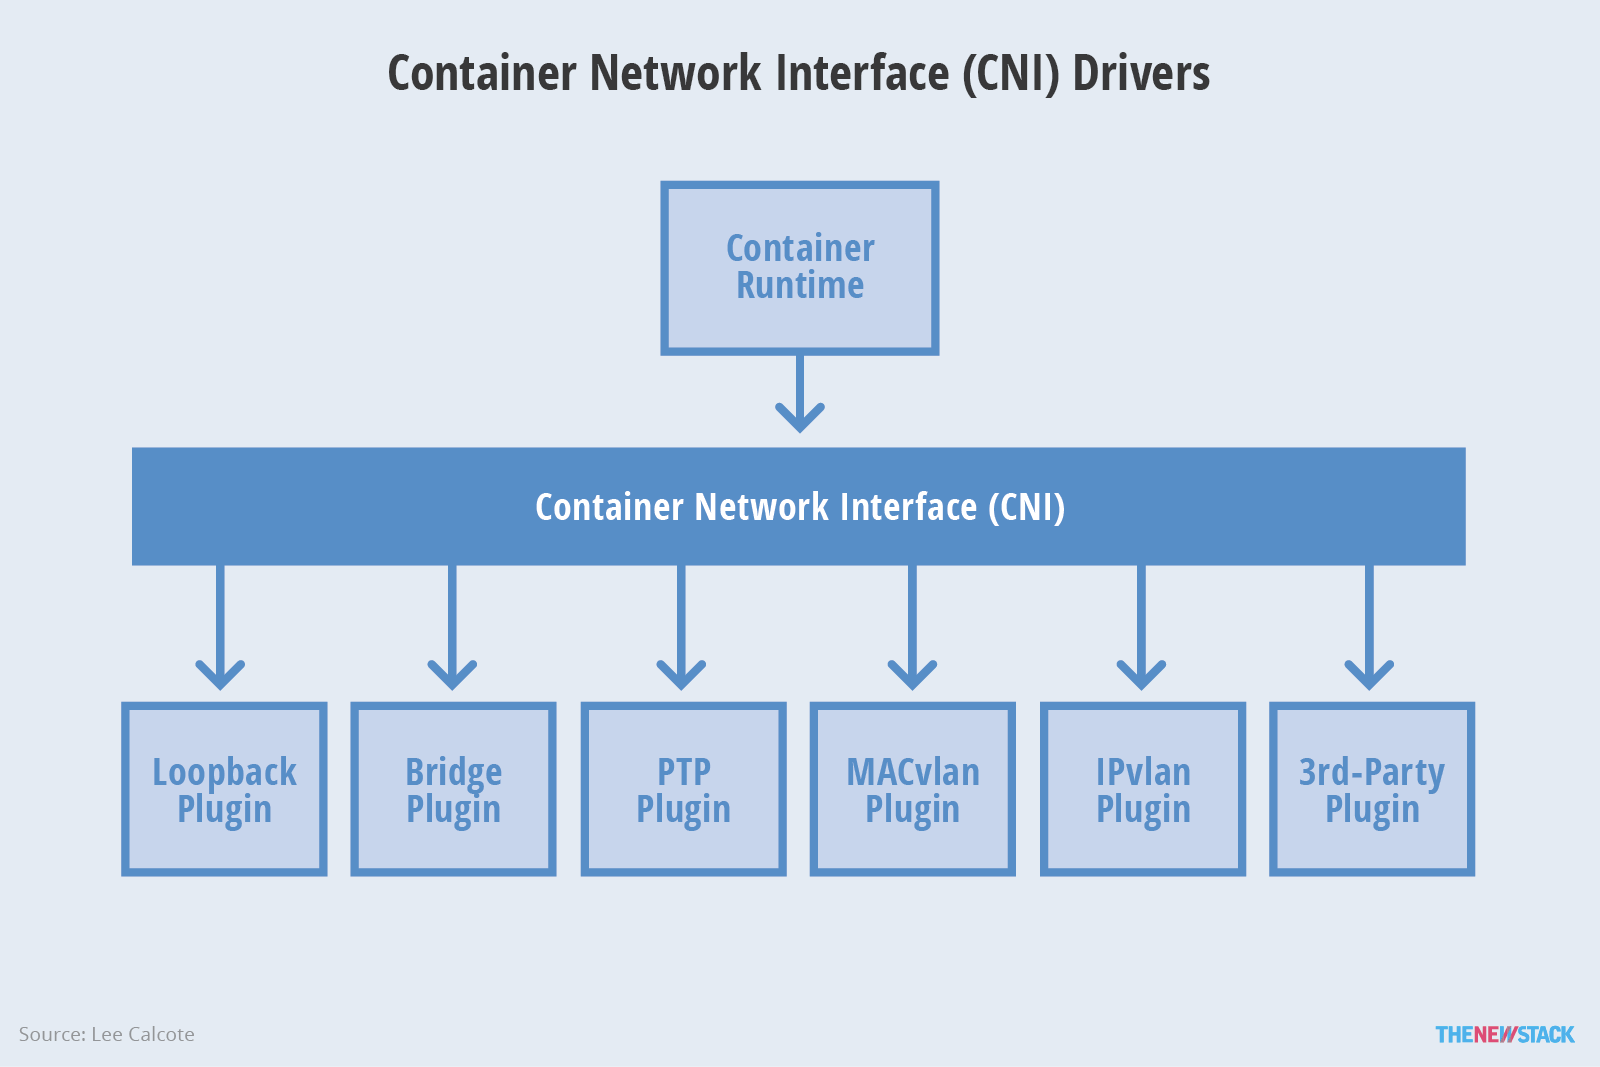 Container Network Interface (CNI) Drivers
Container
Runtime
Container Network Interface (CNI)
Loopback
Plugin
Bridge
Plugin
PTP
Plugin
MACvlan
Plugin
IPvlan
Plugin
3rd-Party
Plugin
Source: Lee Calcote
THENEWSTACK